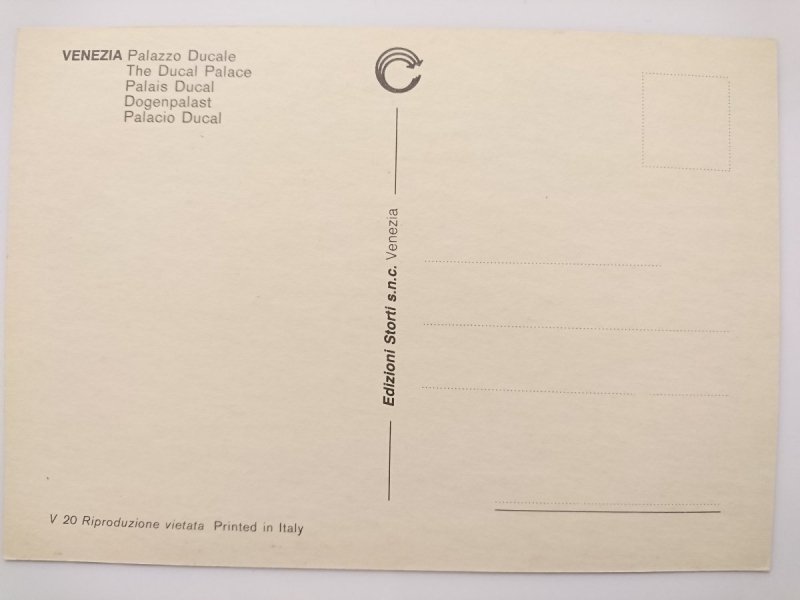 VENEZIA Palazzo Ducale
The Ducal Palace
Palais Ducal
Dogenpalast
Palacio Ducal
Edizioni Storti s.n.c. Venezia
V 20 Riproduzione vietata Printed in Italy